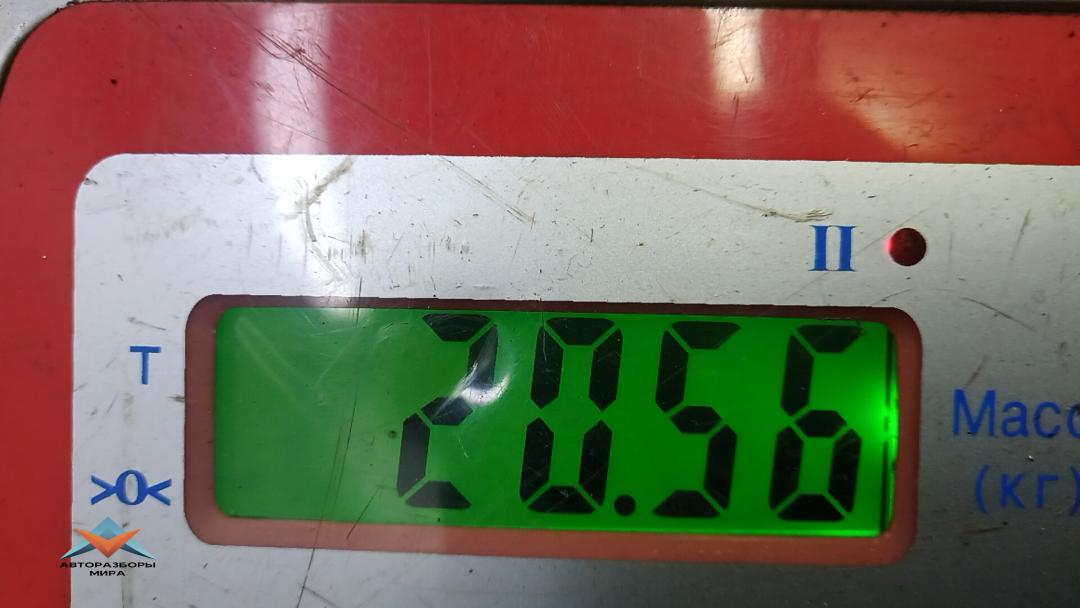 II
20.56
T
Масс
(кг)
>0<
АВТОРАЗБОРЫ
МИРА